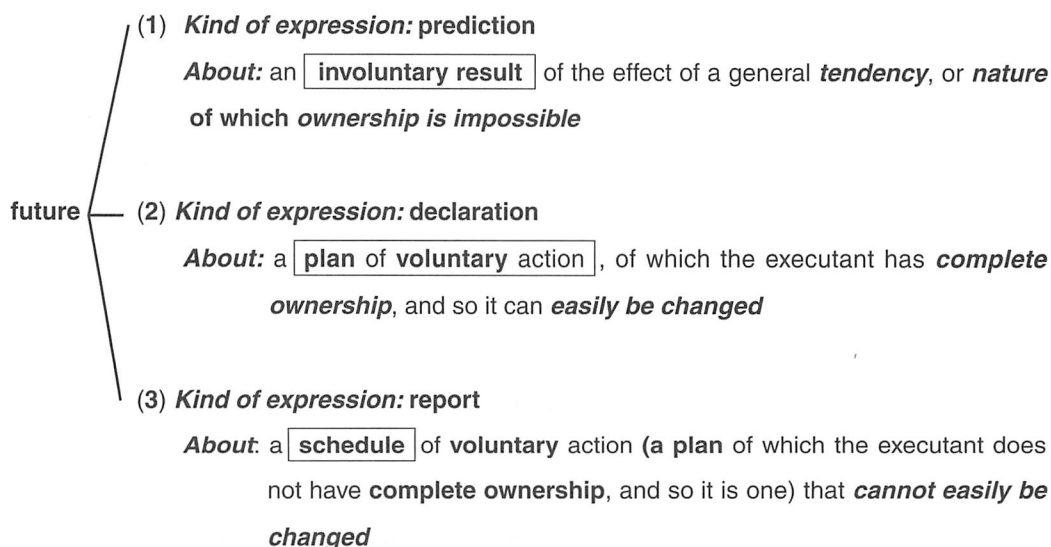 (1) Kind of expression: prediction
About: an involuntary result of the effect of a general tendency, or nature
of which ownership is impossible
future
(2) Kind of expression: declaration
About: a plan of voluntary action, of which the executant has complete
ownership, and so it can easily be changed
(3) Kind of expression: report
About: a schedule of voluntary action (a plan of which the executant does
not have complete ownership, and so it is one) that cannot easily be
changed